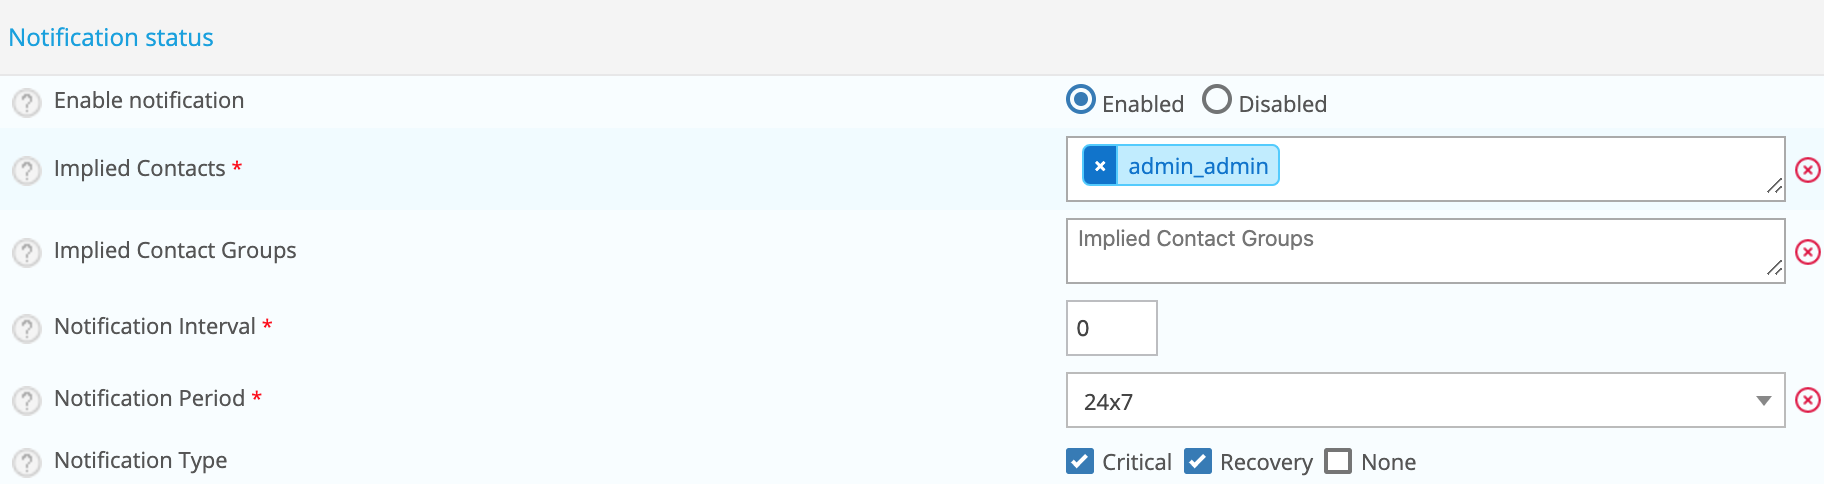 Notification status
Enable notification Enabled Disabled
Implied Contacts * × admin_admin
Implied Contact Groups Implied Contact Groups
Notification Interval * 0
Notification Period * 24x7
Notification Type Critical Recovery None